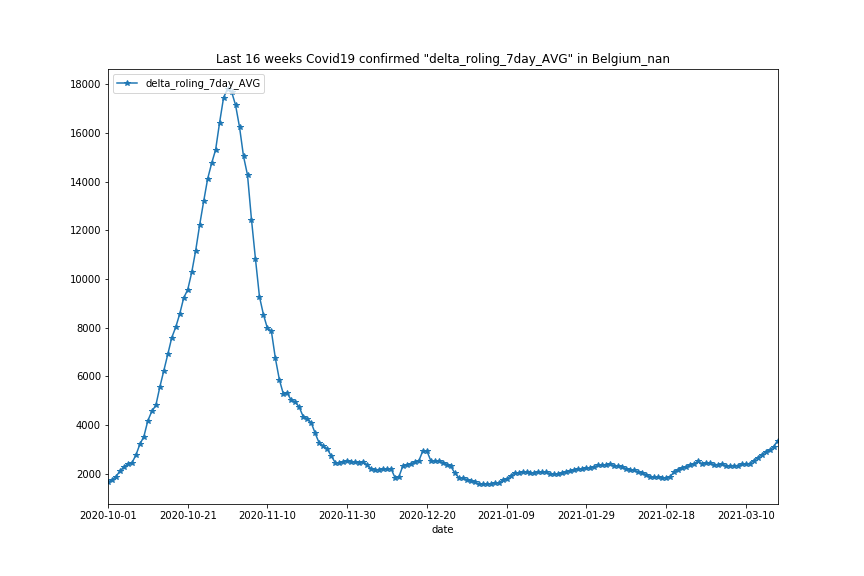 Last 16 weeks Covid19 confirmed "delta_roling_7day_AVG" in Belgium_nan
delta_roling_7day_AVG
18000
16000
14000
12000
10000
8000
6000
4000
2000
2020-10-01 2020-10-21 2020-11-10 2020-11-30 2020-12-20 2021-01-09 2021-01-29 2021-02-18 2021-03-10
date